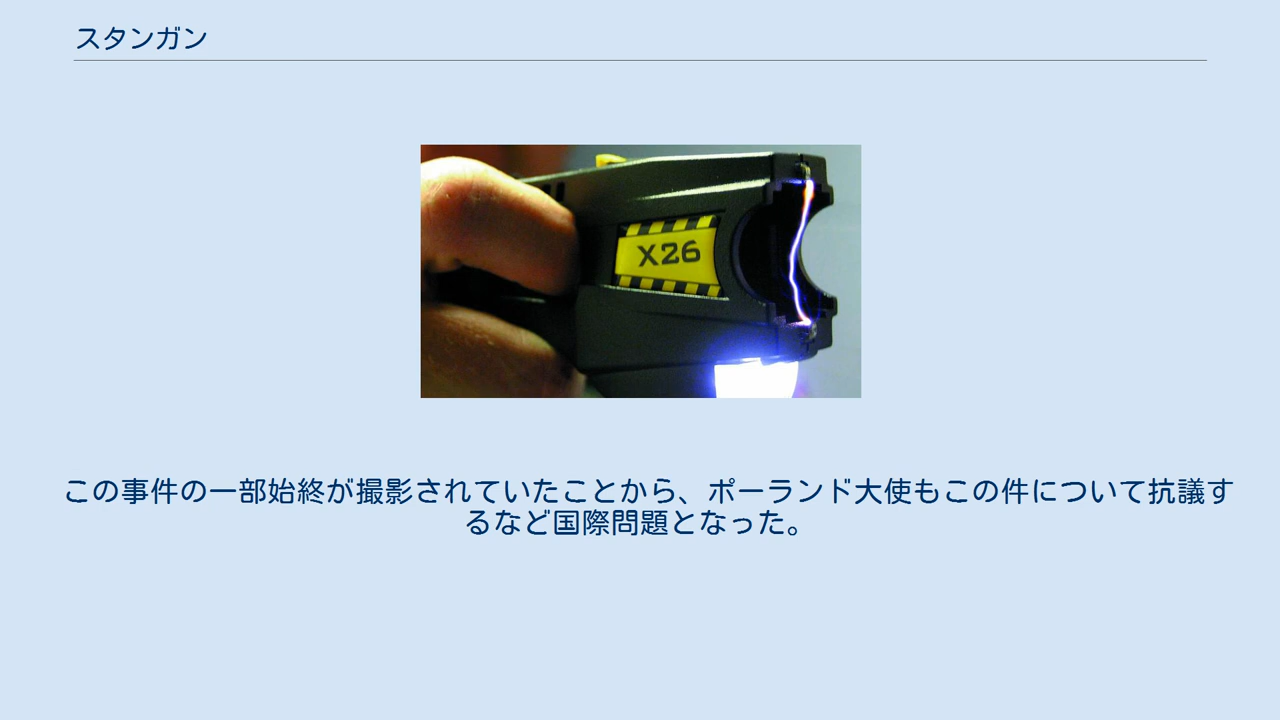 スタンガン
X26
この事件の一部始終が撮影されていたことから、ポーランド大使もこの件について抗議す
るなど国際問題となった。